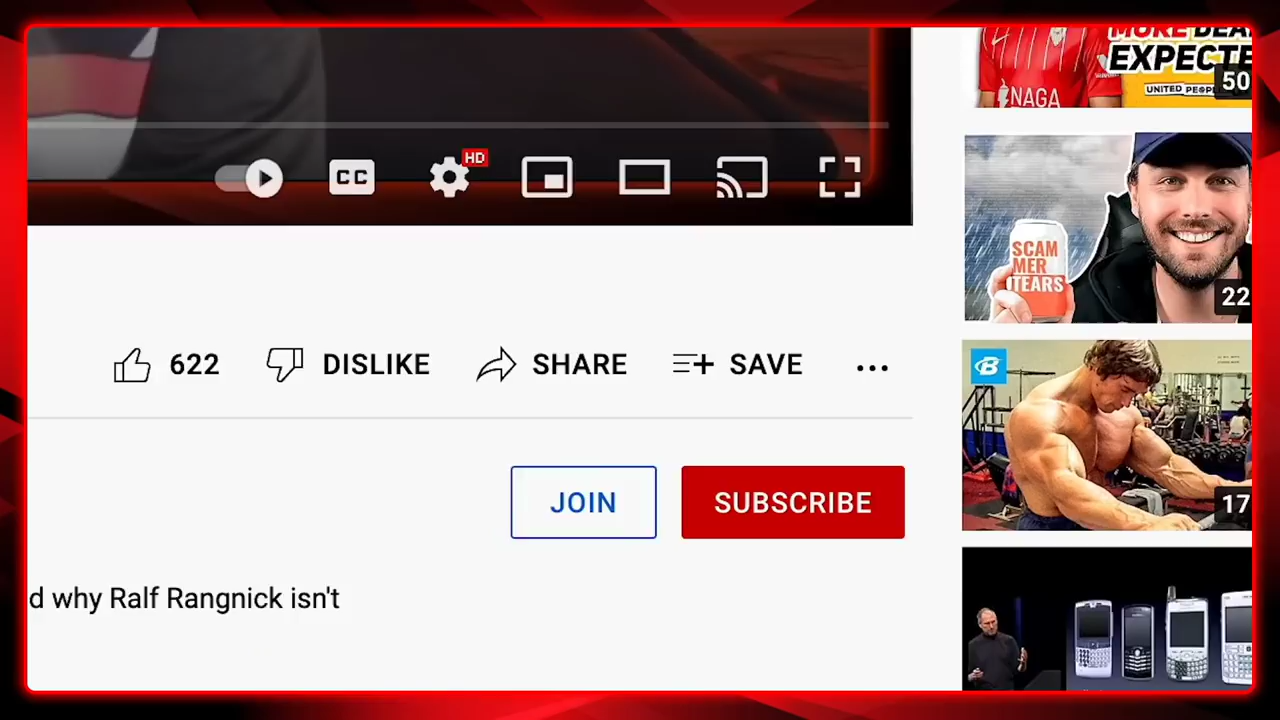 EXPECTE
50
UNITED PEOPL
NAGA
CC
HD
SCAM
MER
TEARS
22
622
DISLIKE
SHARE
SAVE
B
17
JOIN
SUBSCRIBE
d why Ralf Rangnick isn't